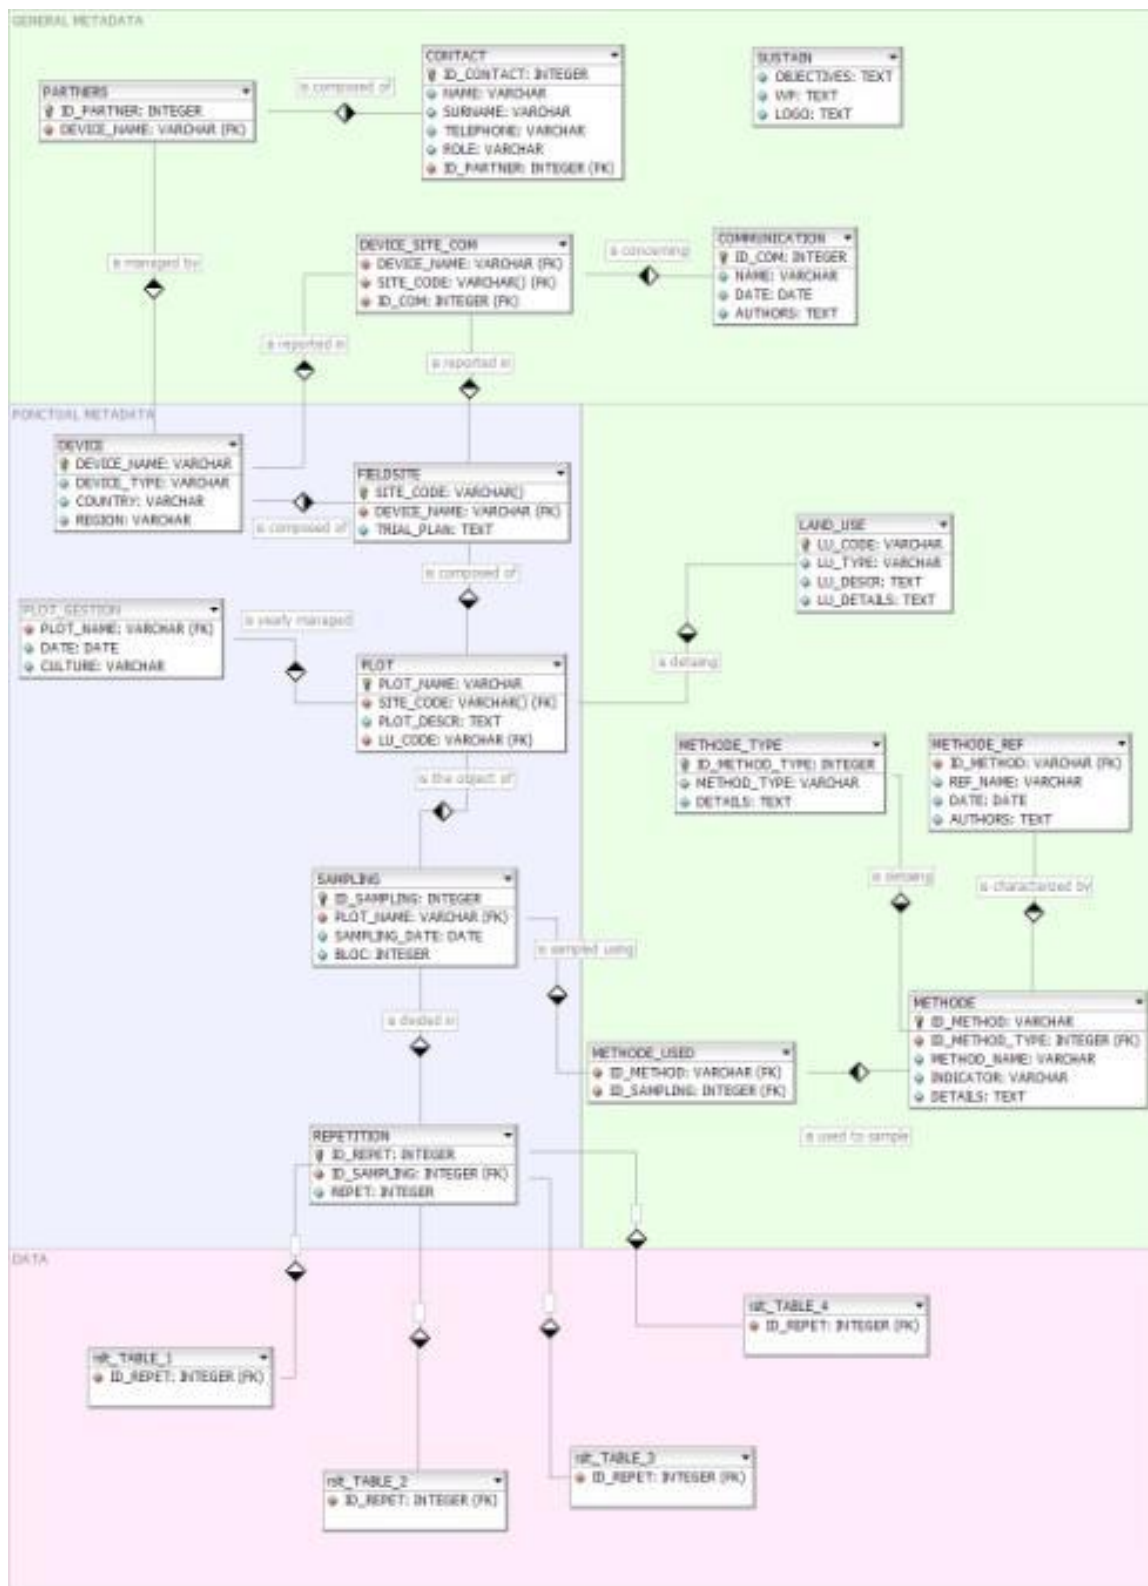 GENERAL METADATA
CONTACT
ID_CONTACT: INTEGER
NAME: VARCHAR
SURNAME: VARCHAR
TELEPHONE: VARCHAR
ROLE: VARCHAR
ID_PARTNER: INTEGER (FK)
SUSTAIN
OBJECTIVES: TEXT
WP: TEXT
LOGO: TEXT
PARTNERS
ID_PARTNER: INTEGER
DEVICE_NAME: VARCHAR (FK)
is composed of
DEVICE_SITE_COM
DEVICE_NAME: VARCHAR (FK)
SITE_CODE: VARCHAR() (FK)
ID_COM: INTEGER (FK)
is concerning
COMMUNICATION
ID_COM: INTEGER
NAME: VARCHAR
DATE: DATE
AUTHORS: TEXT
is managed by
is reported in
is reported in
PONCTUAL METADATA
DEVICE
DEVICE_NAME: VARCHAR
DEVICE_TYPE: VARCHAR
COUNTRY: VARCHAR
REGION: VARCHAR
is composed of
FIELDSITE
SITE_CODE: VARCHAR()
DEVICE_NAME: VARCHAR (FK)
TRIAL_PLAN: TEXT
LAND_USE
LU_CODE: VARCHAR
LU_TYPE: VARCHAR
LU_DESCR: TEXT
LU_DETAILS: TEXT
is composed of
PLOT_GESTION
PLOT_NAME: VARCHAR (FK)
DATE: DATE
CULTURE: VARCHAR
is yearly managed
PLOT
PLOT_NAME: VARCHAR
SITE_CODE: VARCHAR() (FK)
PLOT_DESCR: TEXT
LU_CODE: VARCHAR (FK)
is detaing
is the object of
METHODE_TYPE
ID_METHOD_TYPE: INTEGER
METHOD_TYPE: VARCHAR
DETAILS: TEXT
METHODE_REF
ID_METHOD: VARCHAR (FK)
REF_NAME: VARCHAR
DATE: DATE
AUTHORS: TEXT
SAMPLING
ID_SAMPLING: INTEGER
PLOT_NAME: VARCHAR (FK)
SAMPLING_DATE: DATE
BLOC: INTEGER
is detaing
is characterized by
is sampled using
is divided in
METHODE
ID_METHOD: VARCHAR
ID_METHOD_TYPE: INTEGER (FK)
METHOD_NAME: VARCHAR
INDICATOR: VARCHAR
DETAILS: TEXT
METHODE_USED
ID_METHOD: VARCHAR (FK)
ID_SAMPLING: INTEGER (FK)
is used to sample
REPETITION
ID_REPET: INTEGER
ID_SAMPLING: INTEGER (FK)
REPET: INTEGER
DATA
rslt_TABLE_4
ID_REPET: INTEGER (FK)
rslt_TABLE_1
ID_REPET: INTEGER (FK)
rslt_TABLE_3
ID_REPET: INTEGER (FK)
rslt_TABLE_2
ID_REPET: INTEGER (FK)